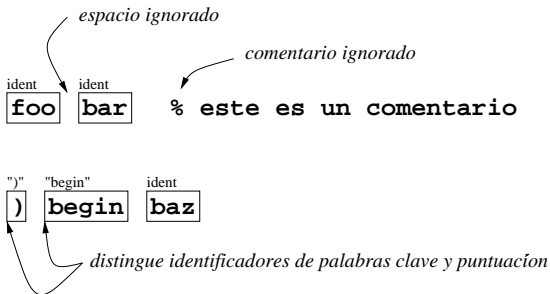 espacio ignorado
comentario ignorado
ident ident
foo bar % este es un comentario
")" "begin" ident
) begin baz
distingue identificadores de palabras clave y puntuacíon